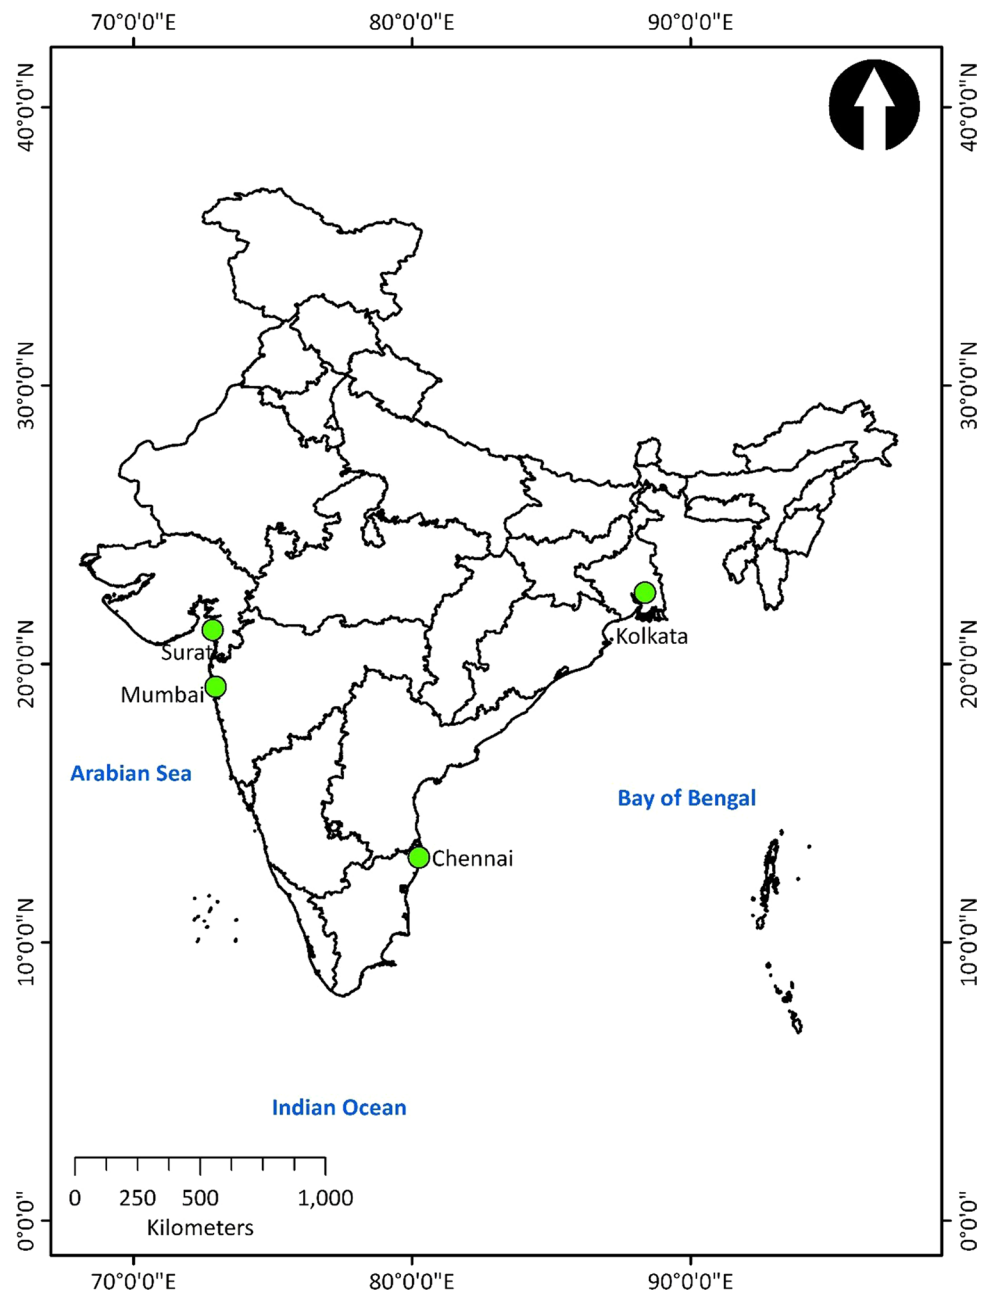 70°0'0"E 80°0'0"E 90°0'0"E
40°0'0"N 40°0'0"N
30°0'0"N 30°0'0"N
Kolkata
Surat
20°0'0"N 20°0'0"N
Mumbai
Arabian Sea
Bay of Bengal
Chennai
10°0'0"N 10°0'0"N
Indian Ocean
0 250 500 1,000
Kilometers
0°0'0" 0°0'0"
70°0'0"E 80°0'0"E 90°0'0"E